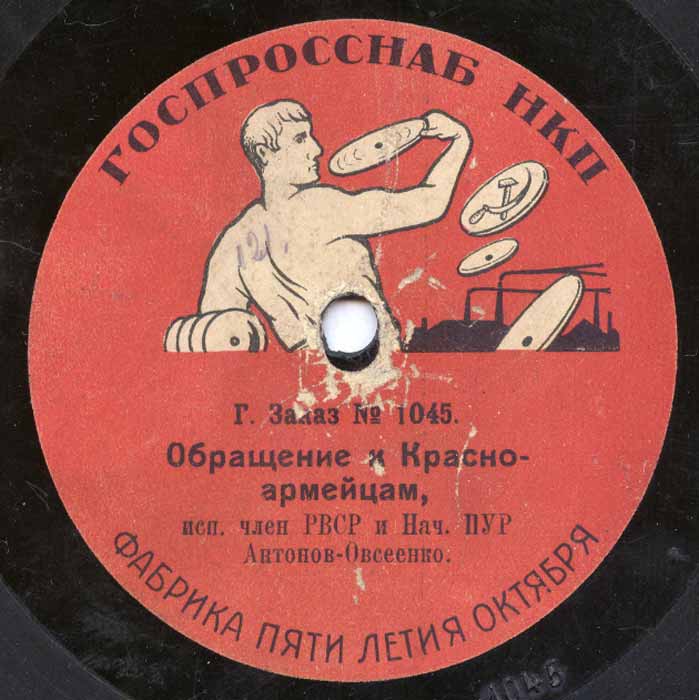 ГОСПРОССНАБ НКП
121.
Г. Заказ № 1045.
Обращение к Красно-
армейцам,
исп. член РВСР и Нач. ПУР
Антонов-Овсеенко.
ФАБРИКА ПЯТИ ЛЕТИЯ ОКТЯБРЯ
1045